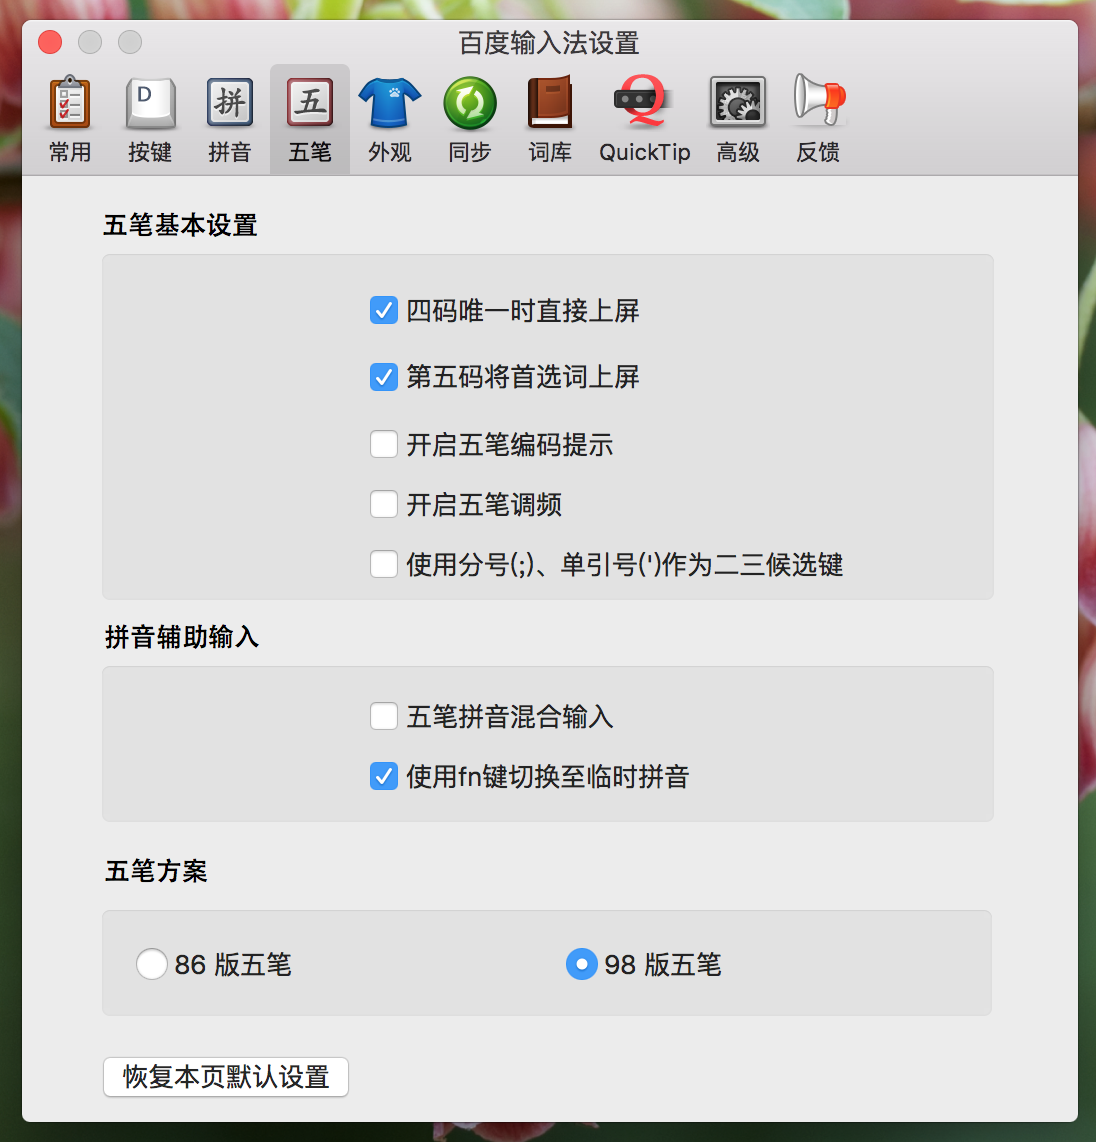 百度输入法设置
D 拼 五 Q
常用 按键 拼音 五笔 外观 同步 词库 QuickTip 高级 反馈
五笔基本设置
四码唯一时直接上屏
第五码将首选词上屏
开启五笔编码提示
开启五笔调频
使用分号(;)、单引号(')作为二三候选键
拼音辅助输入
五笔拼音混合输入
使用fn键切换至临时拼音
五笔方案
86 版五笔 98 版五笔
恢复本页默认设置